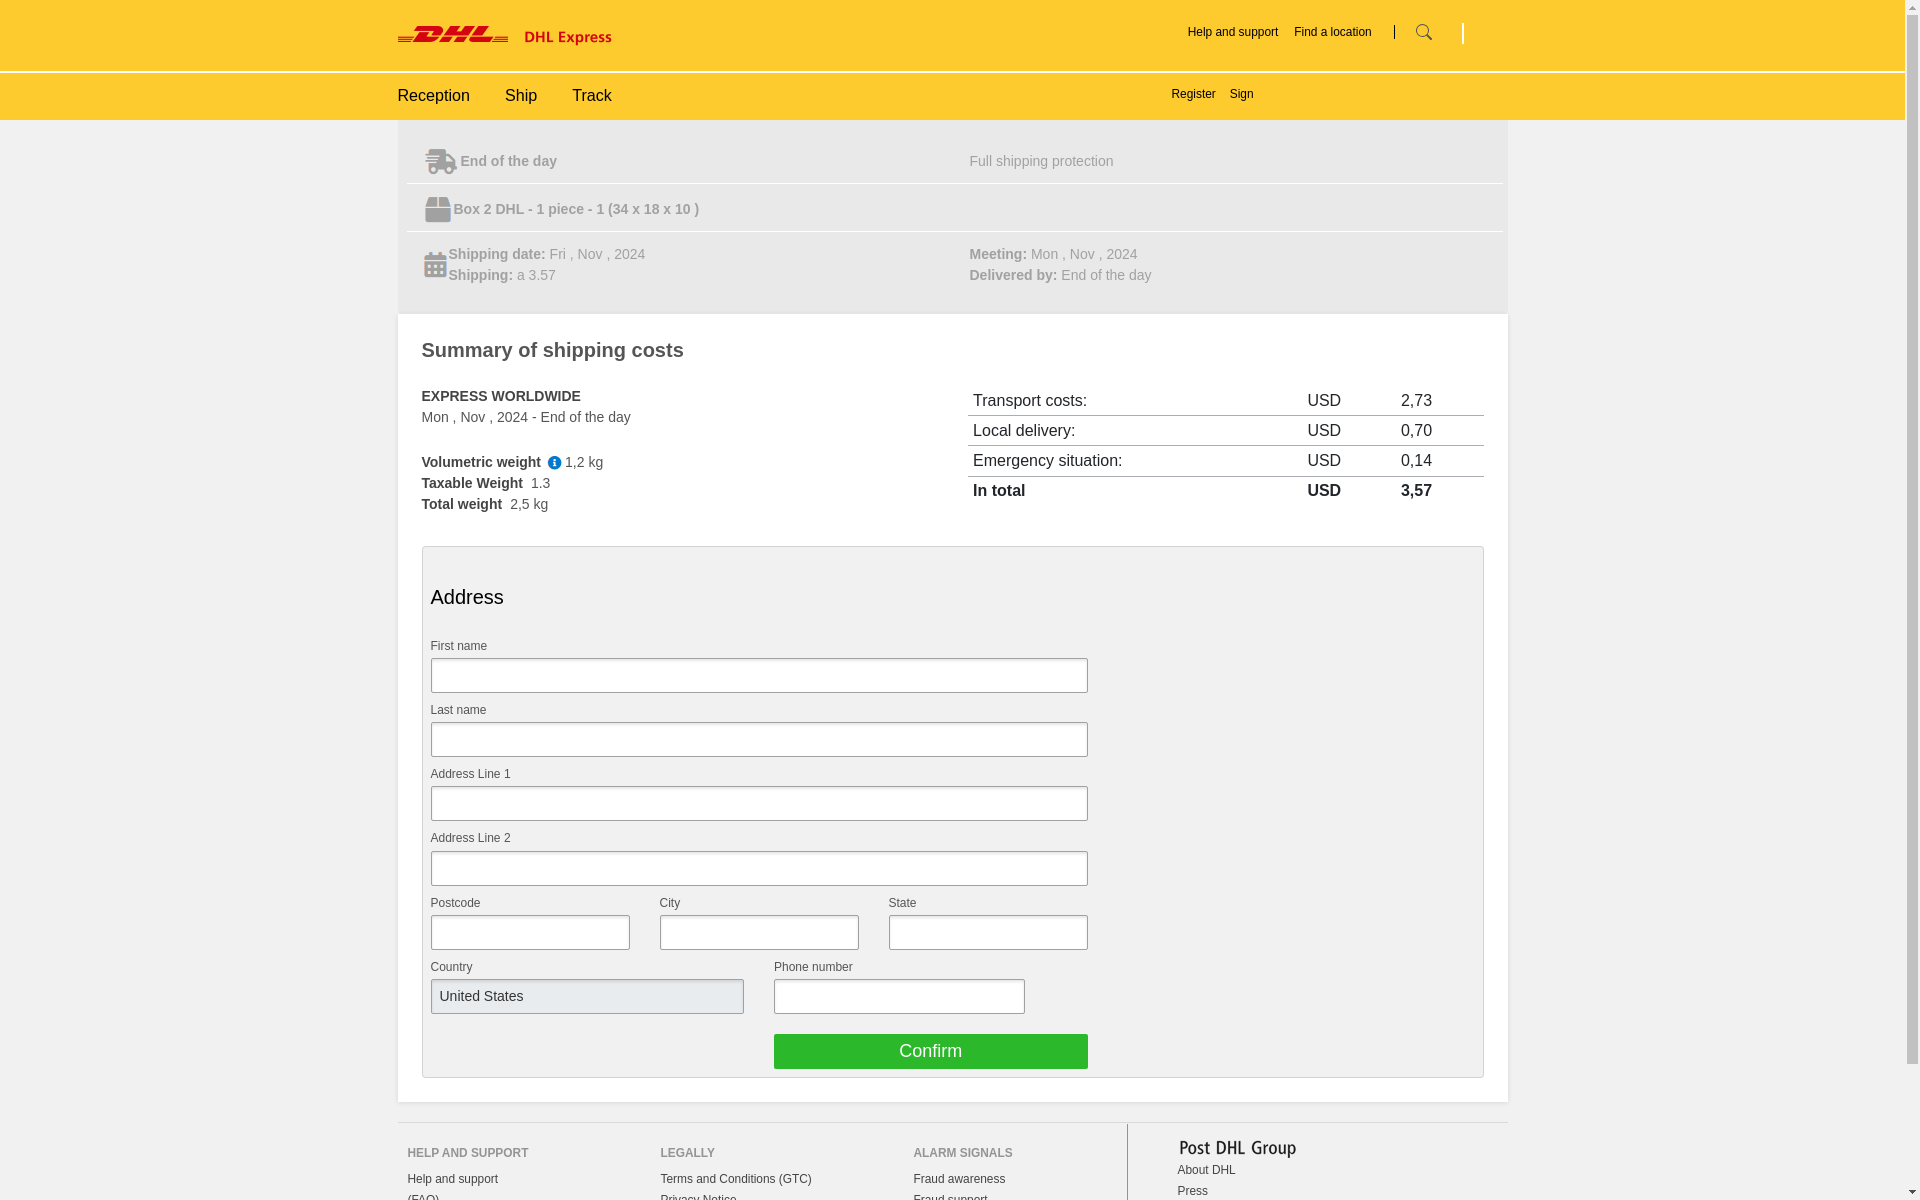 DHL DHL Express
Help and support Find a location
Reception Ship Track
Register Sign
End of the day
Full shipping protection
Box 2 DHL - 1 piece - 1 (34 x 18 x 10 )
Shipping date: Fri , Nov , 2024
Shipping: a 3.57
Meeting: Mon , Nov , 2024
Delivered by: End of the day
Summary of shipping costs
EXPRESS WORLDWIDE
Mon , Nov , 2024 - End of the day
Volumetric weight 1,2 kg
Taxable Weight 1.3
Total weight 2,5 kg
Transport costs: USD 2,73
Local delivery: USD 0,70
Emergency situation: USD 0,14
In total USD 3,57
Address
First name
Last name
Address Line 1
Address Line 2
Postcode City State
Country Phone number
United States
Confirm
HELP AND SUPPORT
Help and support
(FAQ)
LEGALLY
Terms and Conditions (GTC)
Privacy Notice
ALARM SIGNALS
Fraud awareness
Fraud support
Post DHL Group
About DHL
Press